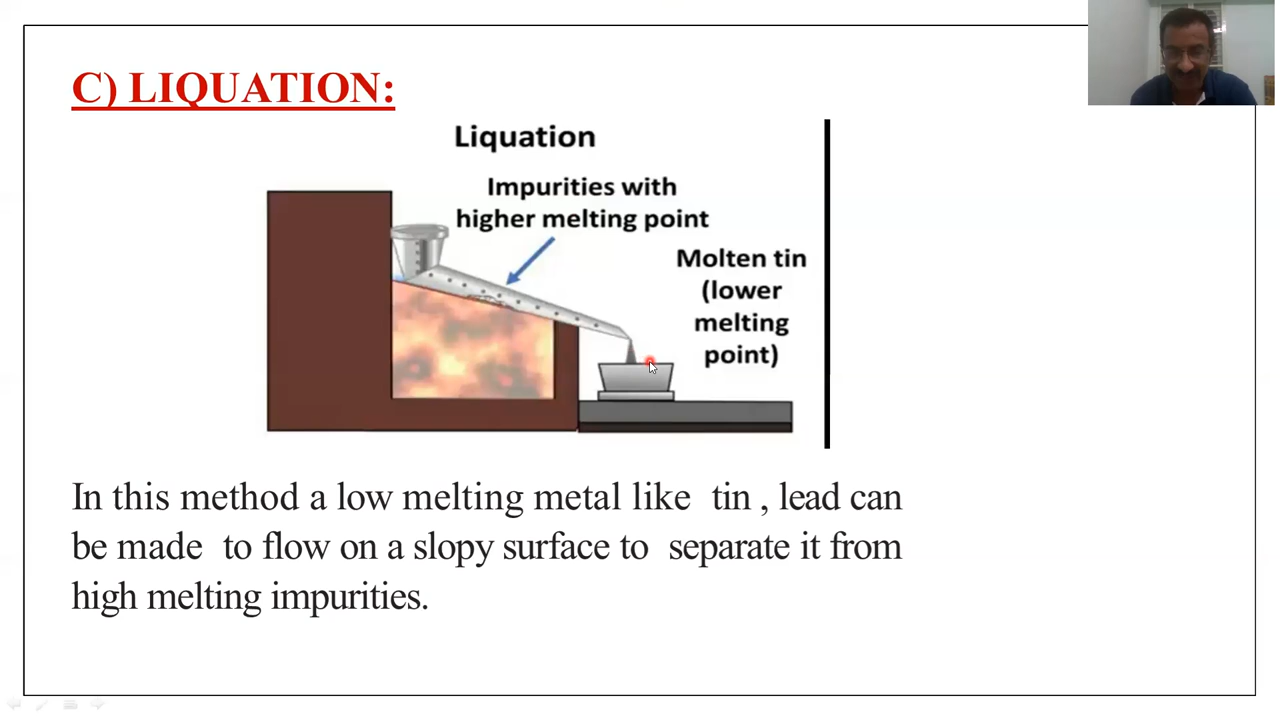 C) LIQUATION:
Liquation
Impurities with
higher melting point
Molten tin
(lower
melting
point)
In this method a low melting metal like tin , lead can
be made to flow on a slopy surface to separate it from
high melting impurities.